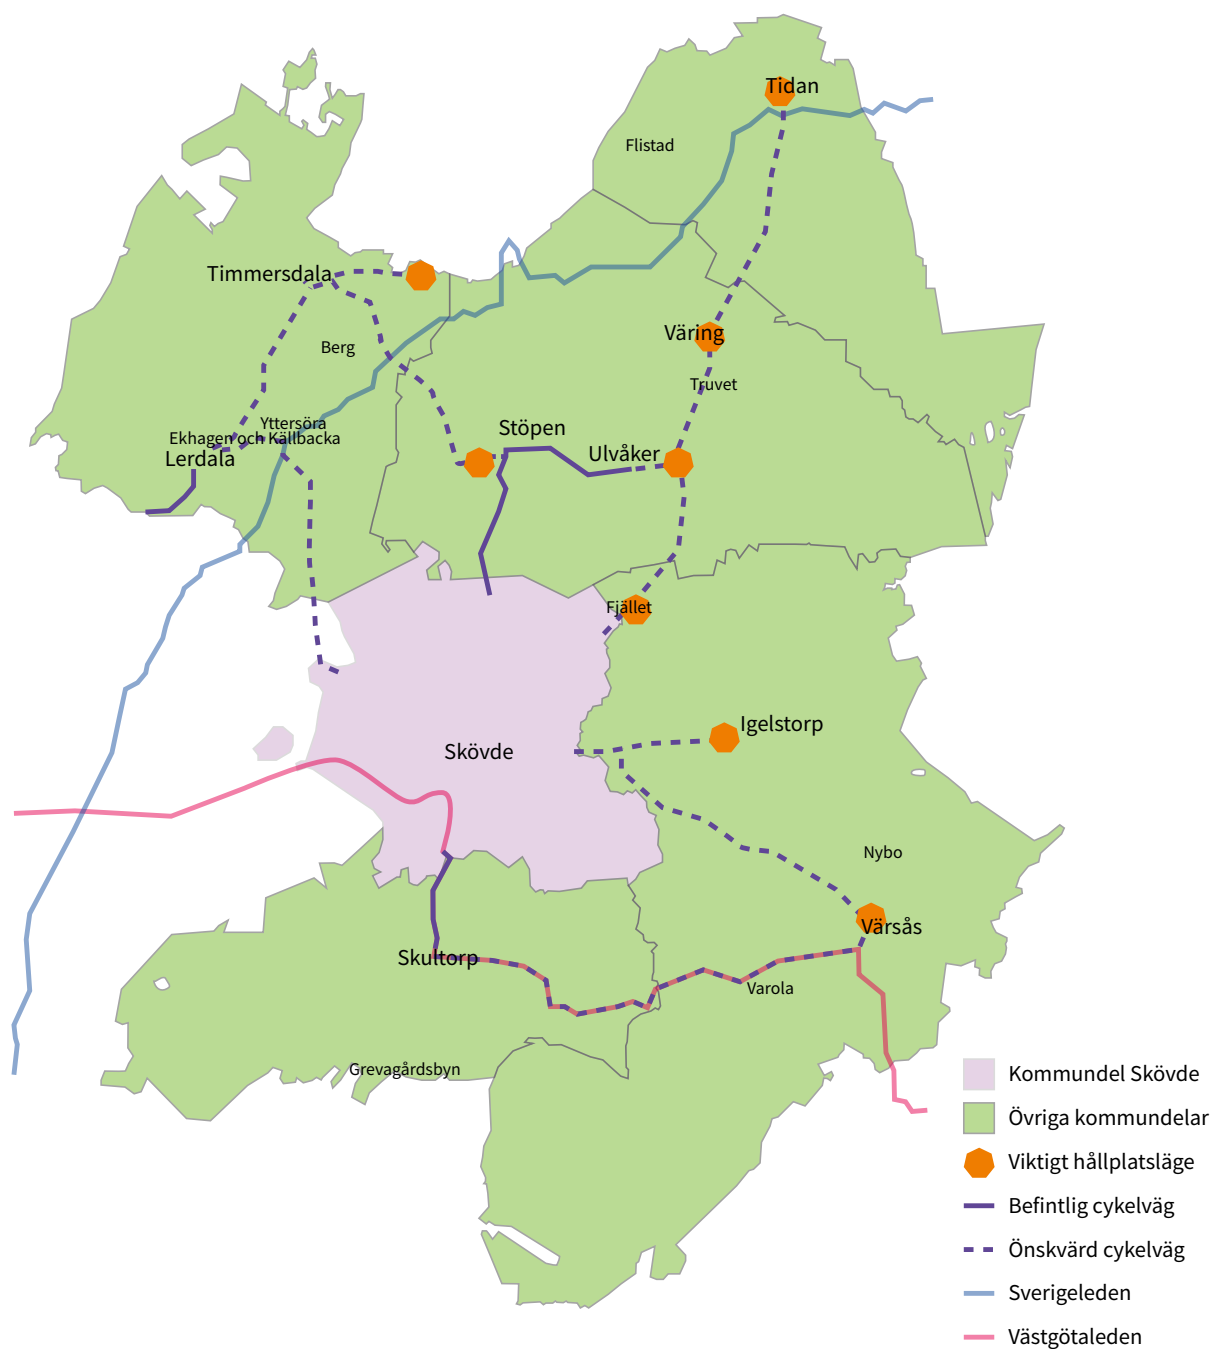 Tidan
Flistad
Timmersdala
Väring
Berg
Truvet
Yttersöra
Stöpen
Ekhagen och Källbacka
Ulvåker
Lerdala
Fjället
Igelstorp
Skövde
Nybo
Värsås
Skultorp
Varola
Grevagårdsbyn
Kommundel Skövde
Övriga kommundelar
Viktigt hållplatsläge
Befintlig cykelväg
Önskvärd cykelväg
Sverigeleden
Västgötaleden